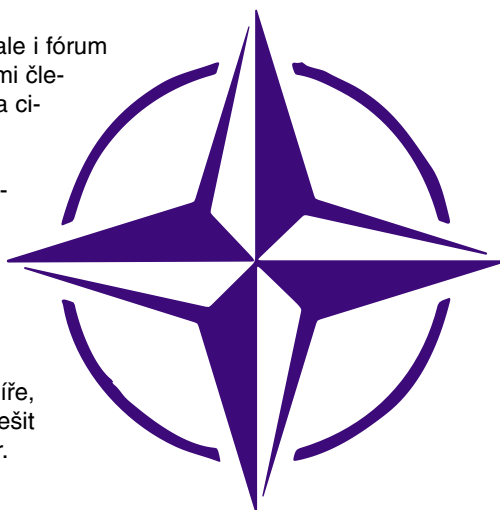 ale i fórum
mi čle-
a ci-
-
íře,
ešit
r.